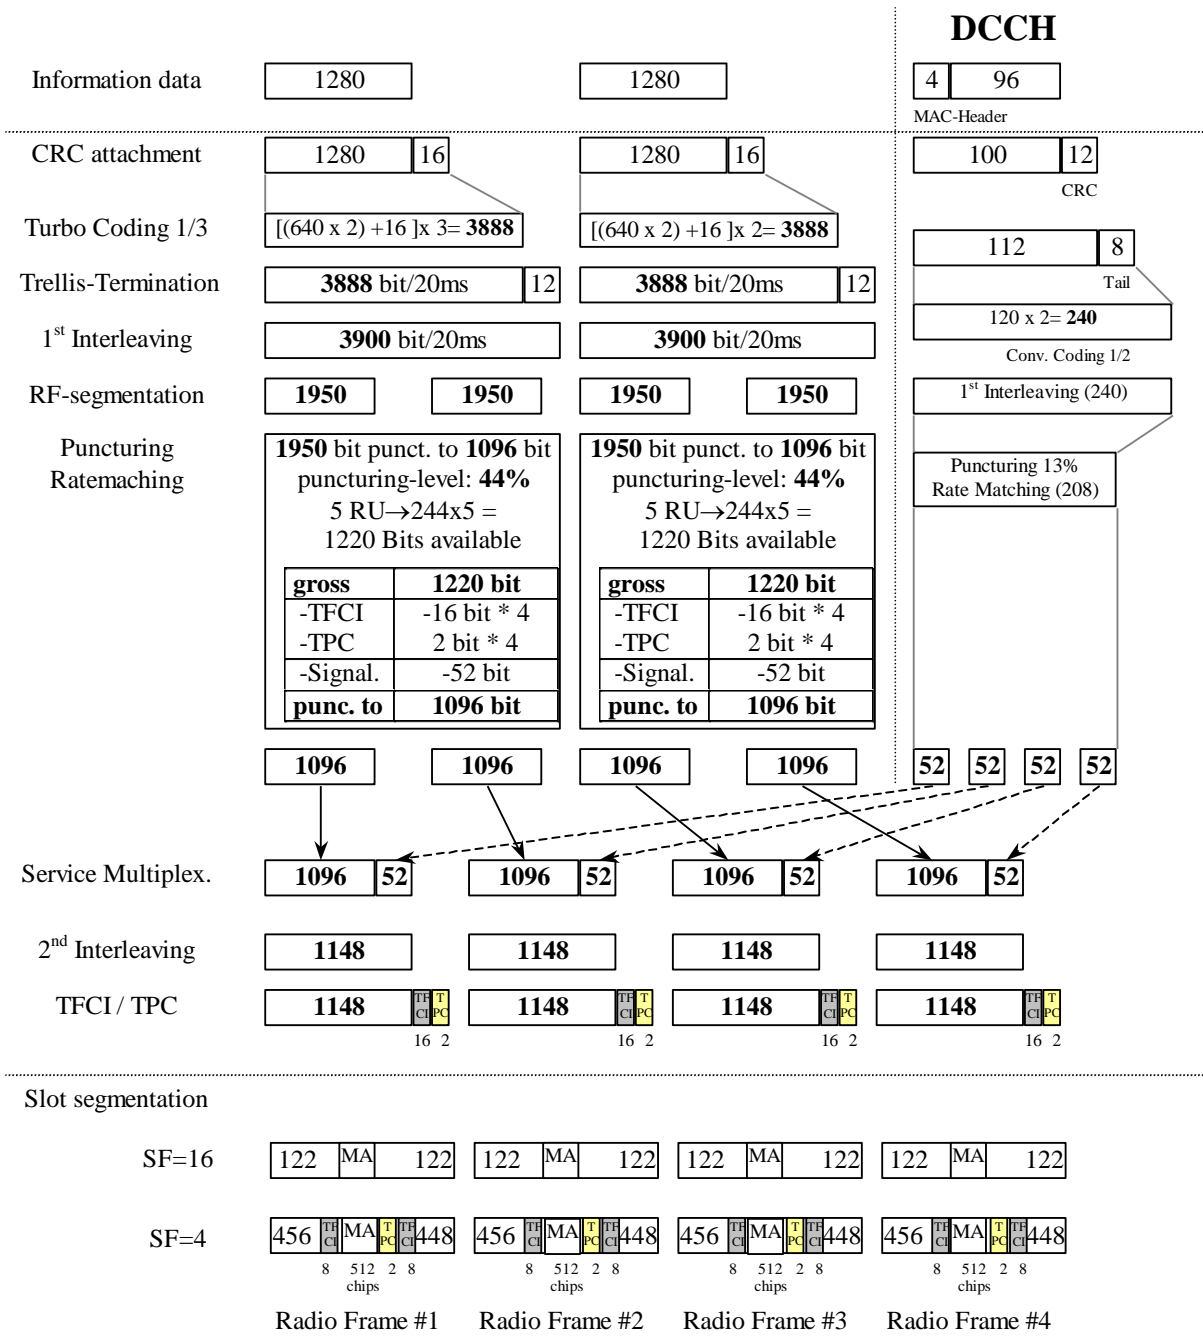 DCCH
Information data 1280 1280 4 96
MAC-Header
CRC attachment 1280 16 1280 16 100 12
CRC
Turbo Coding 1/3 [(640 x 2) +16 ]x 3= 3888 [(640 x 2) +16 ]x 2= 3888
112 8
Tail
Trellis-Termination 3888 bit/20ms 12 3888 bit/20ms 12
120 x 2= 240
Conv. Coding 1/2
1st Interleaving 3900 bit/20ms 3900 bit/20ms
RF-segmentation 1950 1950 1950 1950 1st Interleaving (240)
Puncturing
Ratemaching
1950 bit punct. to 1096 bit
puncturing-level: 44%
5 RU→244x5 =
1220 Bits available
gross 1220 bit
-TFCI -16 bit * 4
-TPC 2 bit * 4
-Signal. -52 bit
punc. to 1096 bit
1950 bit punct. to 1096 bit
puncturing-level: 44%
5 RU→244x5 =
1220 Bits available
gross 1220 bit
-TFCI -16 bit * 4
-TPC 2 bit * 4
-Signal. -52 bit
punc. to 1096 bit
Puncturing 13%
Rate Matching (208)
1096 1096 1096 1096 52 52 52 52
Service Multiplex. 1096 52 1096 52 1096 52 1096 52
2nd Interleaving 1148 1148 1148 1148
TFCI / TPC 1148 TFCI TPC 1148 TFCI TPC 1148 TFCI TPC 1148 TFCI TPC
16 2 16 2 16 2 16 2
Slot segmentation
SF=16 122 MA 122 122 MA 122 122 MA 122 122 MA 122
SF=4 456 TFCI MA TPC TFCI 448 456 TFCI MA TPC TFCI 448 456 TFCI MA TPC TFCI 448 456 TFCI MA TPC TFCI 448
8 512 2 8 8 512 2 8 8 512 2 8 8 512 2 8
chips chips chips chips
Radio Frame #1 Radio Frame #2 Radio Frame #3 Radio Frame #4